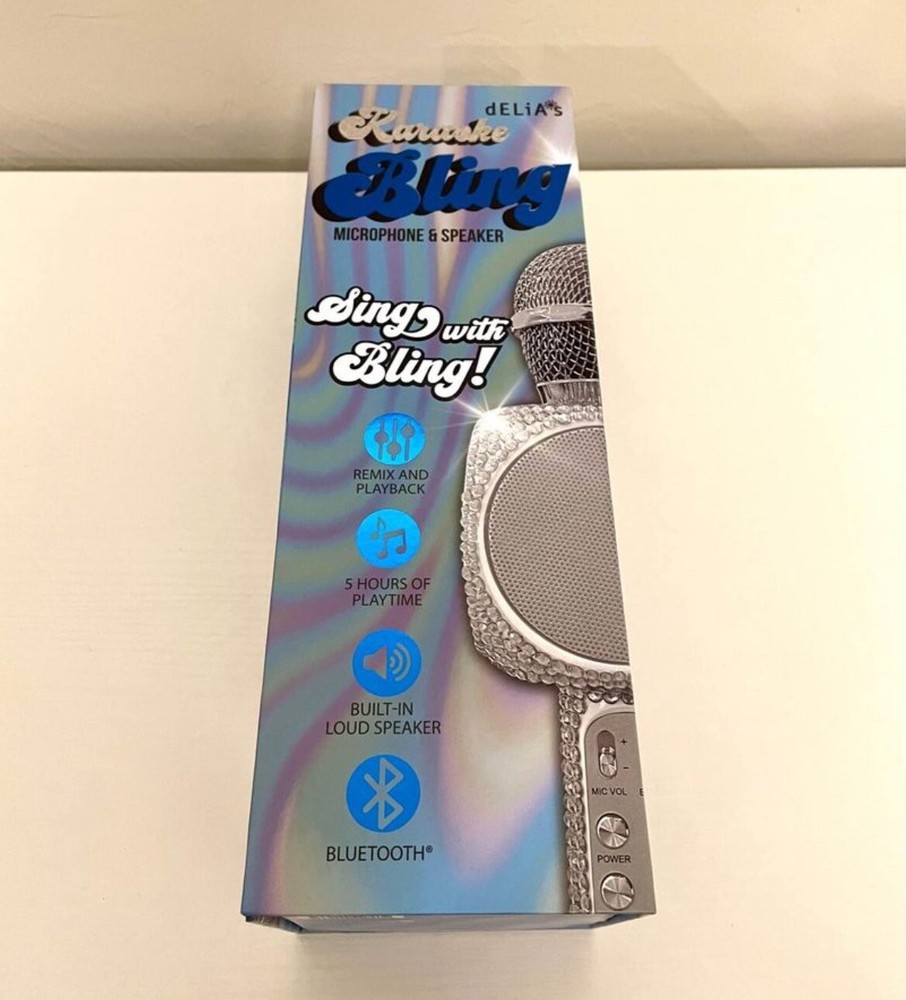 dELiA*s
Karaoke
Bling
MICROPHONE & SPEAKER
Sing with
Bling!
REMIX AND
PLAYBACK
5 HOURS OF
PLAYTIME
BUILT-IN
LOUD SPEAKER
BLUETOOTH®
+
-
MIC VOL
POWER